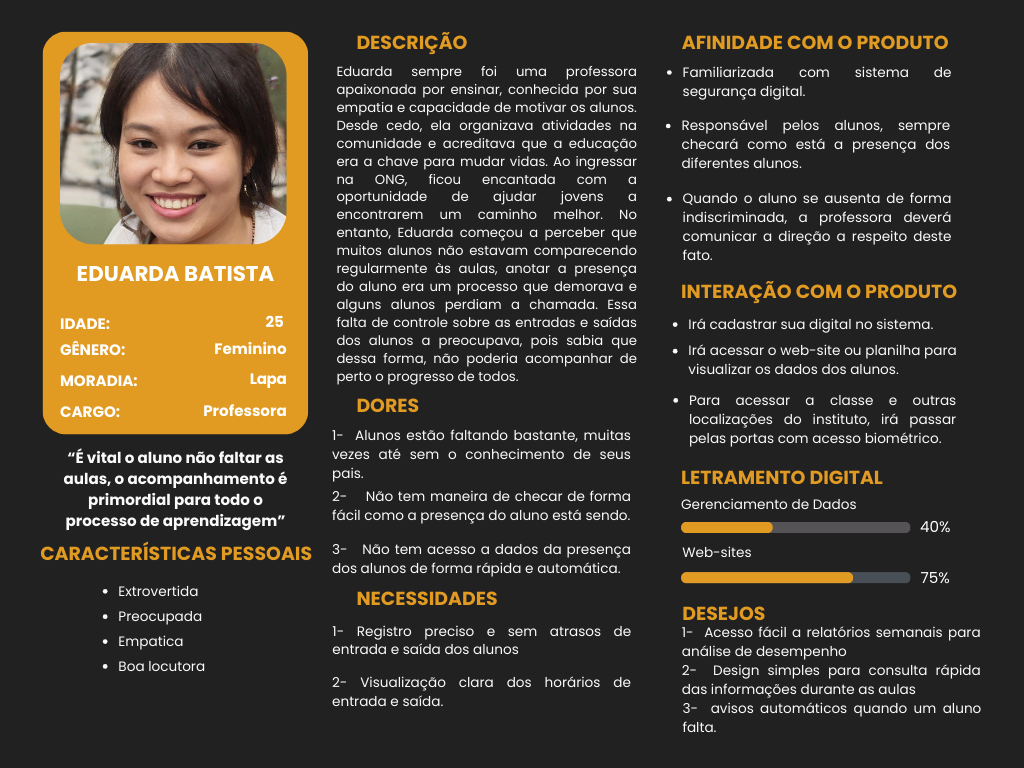 EDUARDA BATISTA
IDADE: 25
GÊNERO: Feminino
MORADIA: Lapa
CARGO: Professora
“É vital o aluno não faltar as
aulas, o acompanhamento é
primordial para todo o
processo de aprendizagem”
CARACTERÍSTICAS PESSOAIS
• Extrovertida
• Preocupada
• Empatica
• Boa locutora
DESCRIÇÃO
Eduarda sempre foi uma professora
apaixonada por ensinar, conhecida por sua
empatia e capacidade de motivar os alunos.
Desde cedo, ela organizava atividades na
comunidade e acreditava que a educação
era a chave para mudar vidas. Ao ingressar
na ONG, ficou encantada com a
oportunidade de ajudar jovens a
encontrarem um caminho melhor. No
entanto, Eduarda começou a perceber que
muitos alunos não estavam comparecendo
regularmente às aulas, anotar a presença
do aluno era um processo que demorava e
alguns alunos perdiam a chamada. Essa
falta de controle sobre as entradas e saídas
dos alunos a preocupava, pois sabia que
dessa forma, não poderia acompanhar de
perto o progresso de todos.
DORES
1- Alunos estão faltando bastante, muitas
vezes até sem o conhecimento de seus
pais.
2- Não tem maneira de checar de forma
fácil como a presença do aluno está sendo.
3- Não tem acesso a dados da presença
dos alunos de forma rápida e automática.
NECESSIDADES
1- Registro preciso e sem atrasos de
entrada e saída dos alunos
2- Visualização clara dos horários de
entrada e saída.
AFINIDADE COM O PRODUTO
• Familiarizada com sistema de
segurança digital.
• Responsável pelos alunos, sempre
checará como está a presença dos
diferentes alunos.
• Quando o aluno se ausenta de forma
indiscriminada, a professora deverá
comunicar a direção a respeito deste
fato.
INTERAÇÃO COM O PRODUTO
• Irá cadastrar sua digital no sistema.
• Irá acessar o web-site ou planilha para
visualizar os dados dos alunos.
• Para acessar a classe e outras
localizações do instituto, irá passar
pelas portas com acesso biométrico.
LETRAMENTO DIGITAL
Gerenciamento de Dados
40%
Web-sites
75%
DESEJOS
1- Acesso fácil a relatórios semanais para
análise de desempenho
2- Design simples para consulta rápida
das informações durante as aulas
3- avisos automáticos quando um aluno
falta.